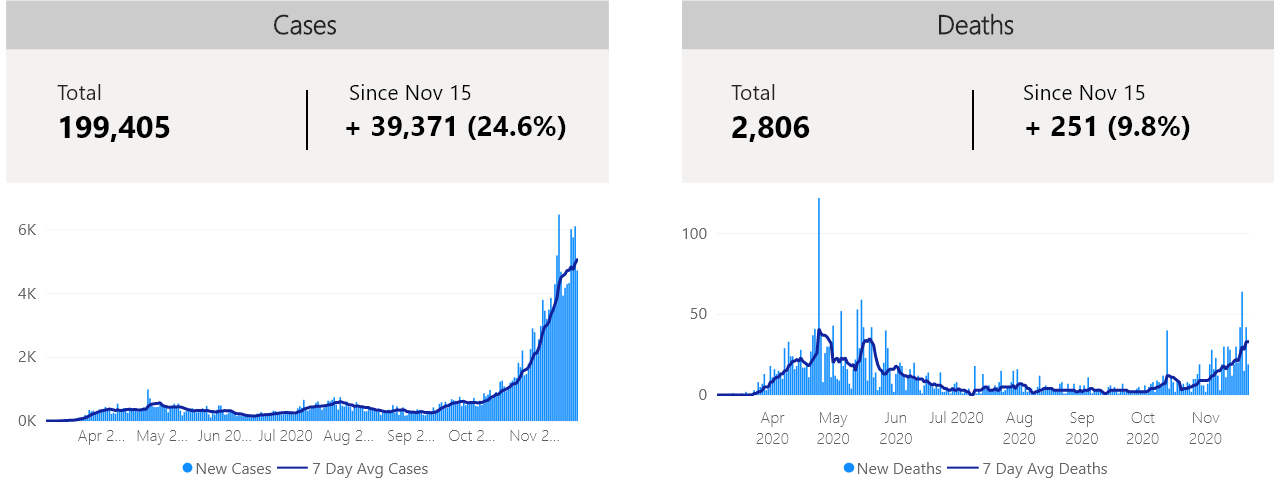 Cases
Total
199,405
Since Nov 15
+ 39,371 (24.6%)
6K
4K
2K
0K
Apr 2... May 2... Jun 20... Jul 2020 Aug 2... Sep 2... Oct 2... Nov 2...
New Cases 7 Day Avg Cases
Deaths
Total
2,806
Since Nov 15
+ 251 (9.8%)
100
50
0
Apr 2020 May 2020 Jun 2020 Jul 2020 Aug 2020 Sep 2020 Oct 2020 Nov 2020
New Deaths 7 Day Avg Deaths